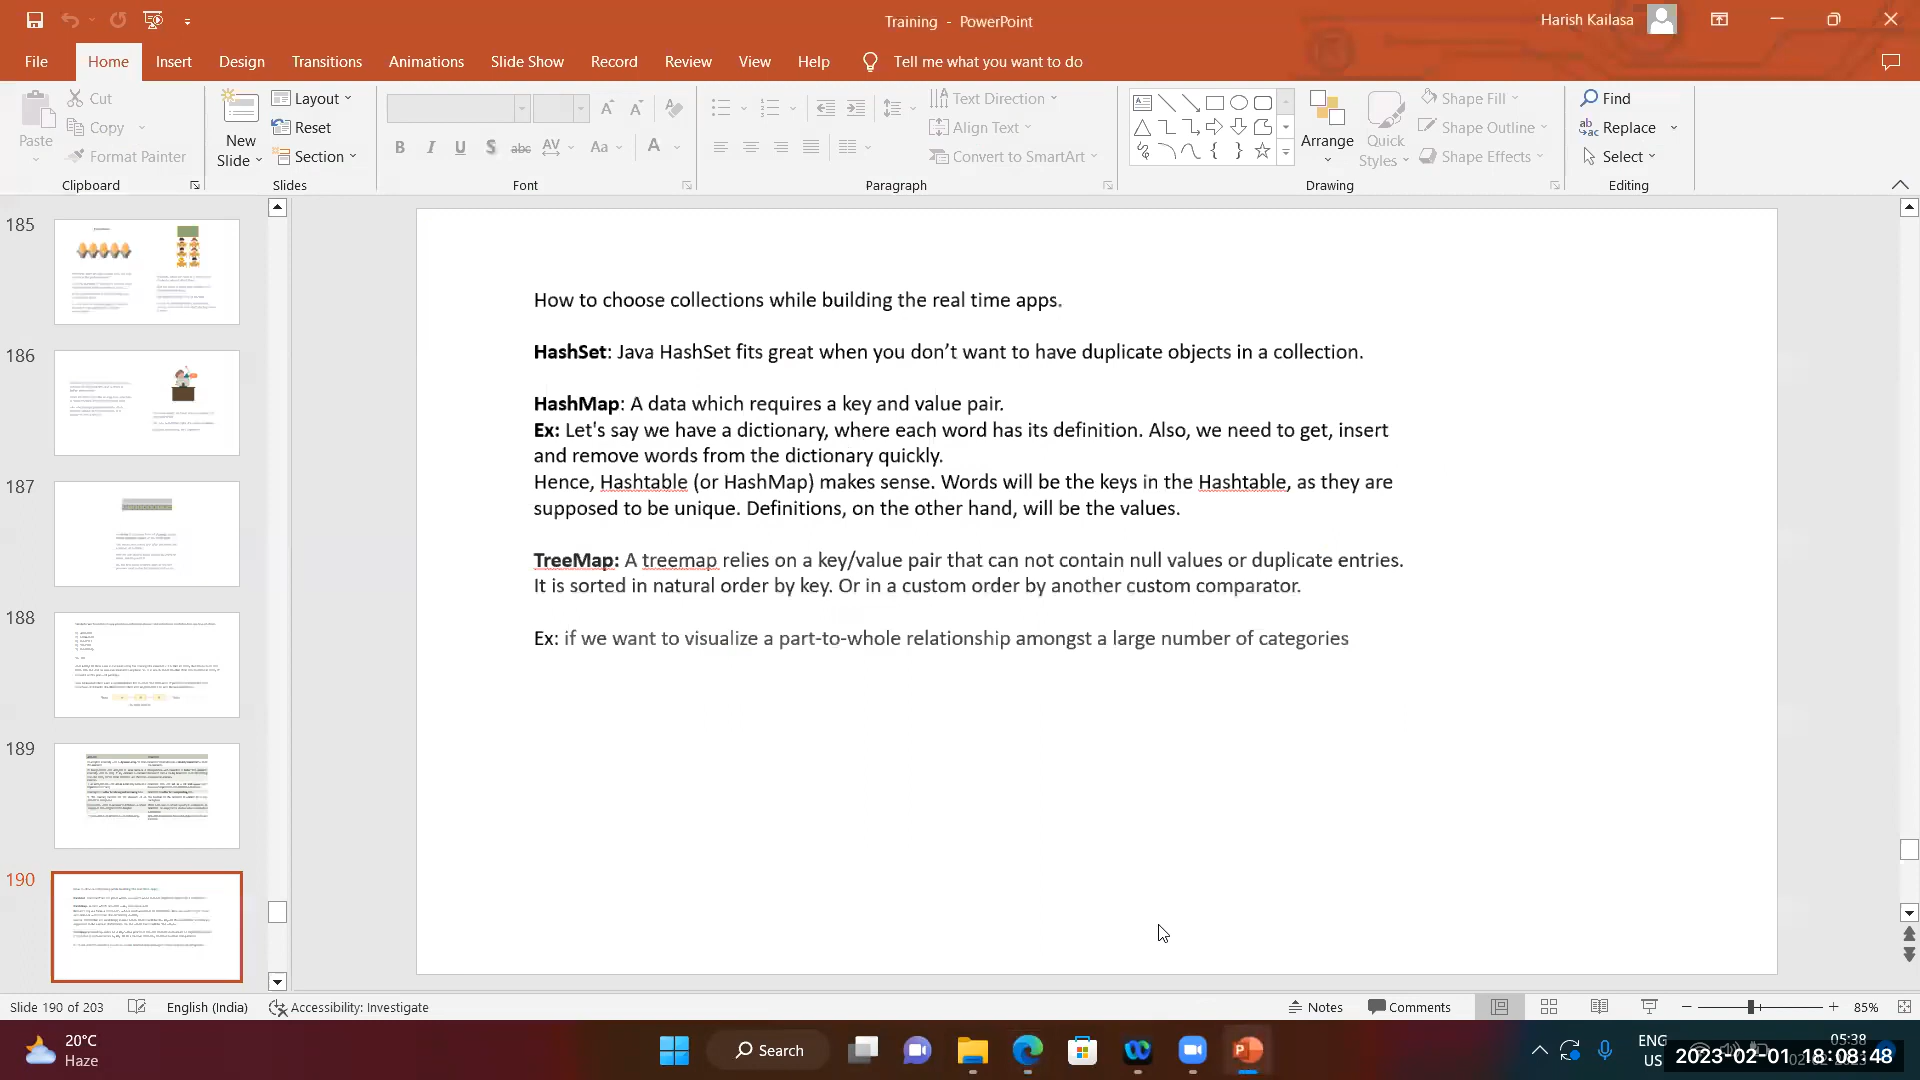 Training - PowerPoint
Harish Kailasa
File
Home
Insert
Design
Transitions
Animations
Slide Show
Record
Review
View
Help
Tell me what you want to do
Paste
Cut
Copy
Format Painter
Clipboard
New
Slide
Layout
Reset
Section
Slides
Font
Text Direction
Align Text
Convert to SmartArt
Paragraph
Arrange
Quick
Styles
Shape Fill
Shape Outline
Shape Effects
Drawing
Find
Replace
Select
Editing
185
186
187
188
189
190
How to choose collections while building the real time apps.
HashSet: Java HashSet fits great when you don’t want to have duplicate objects in a collection.
HashMap: A data which requires a key and value pair.
Ex: Let's say we have a dictionary, where each word has its definition. Also, we need to get, insert
and remove words from the dictionary quickly.
Hence, Hashtable (or HashMap) makes sense. Words will be the keys in the Hashtable, as they are
supposed to be unique. Definitions, on the other hand, will be the values.
TreeMap: A treemap relies on a key/value pair that can not contain null values or duplicate entries.
It is sorted in natural order by key. Or in a custom order by another custom comparator.
Ex: if we want to visualize a part-to-whole relationship amongst a large number of categories
Slide 190 of 203
English (India)
Accessibility: Investigate
Notes
Comments
85%
20°C
Haze
Search
ENG
US
05:38
2023-02-01 18:08:48